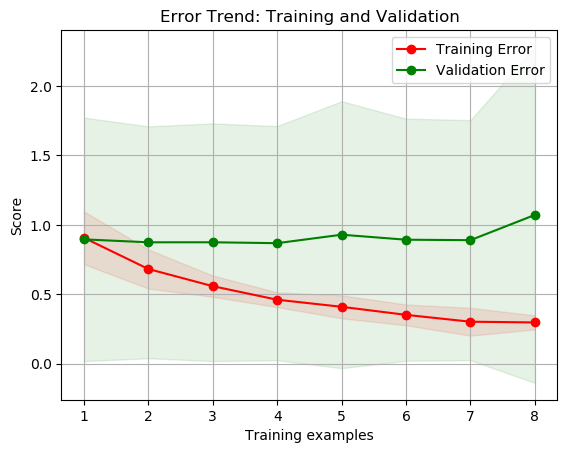 Error Trend: Training and Validation
Training Error
Validation Error
2.0
1.5
1.0
0.5
0.0
Score
1 2 3 4 5 6 7 8
Training examples